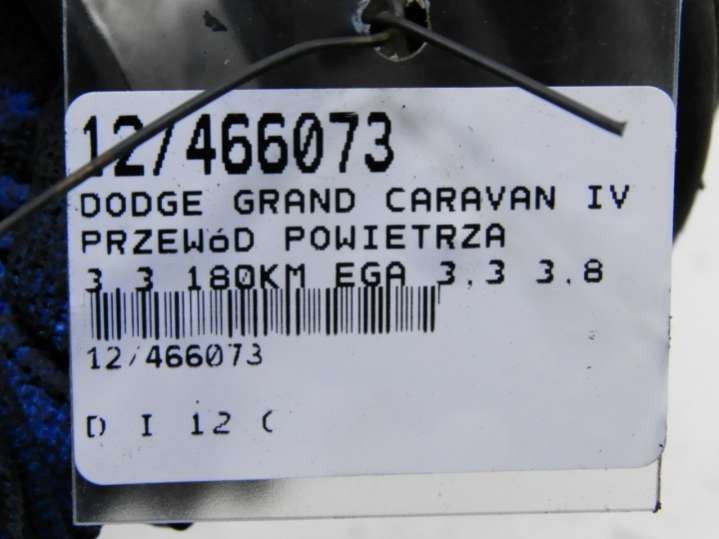 12/466073
DODGE GRAND CARAVAN IV
PRZEWóD POWIETRZA
3.3 180KM EGA 3.3 3.8
12/466073
D I 12 C